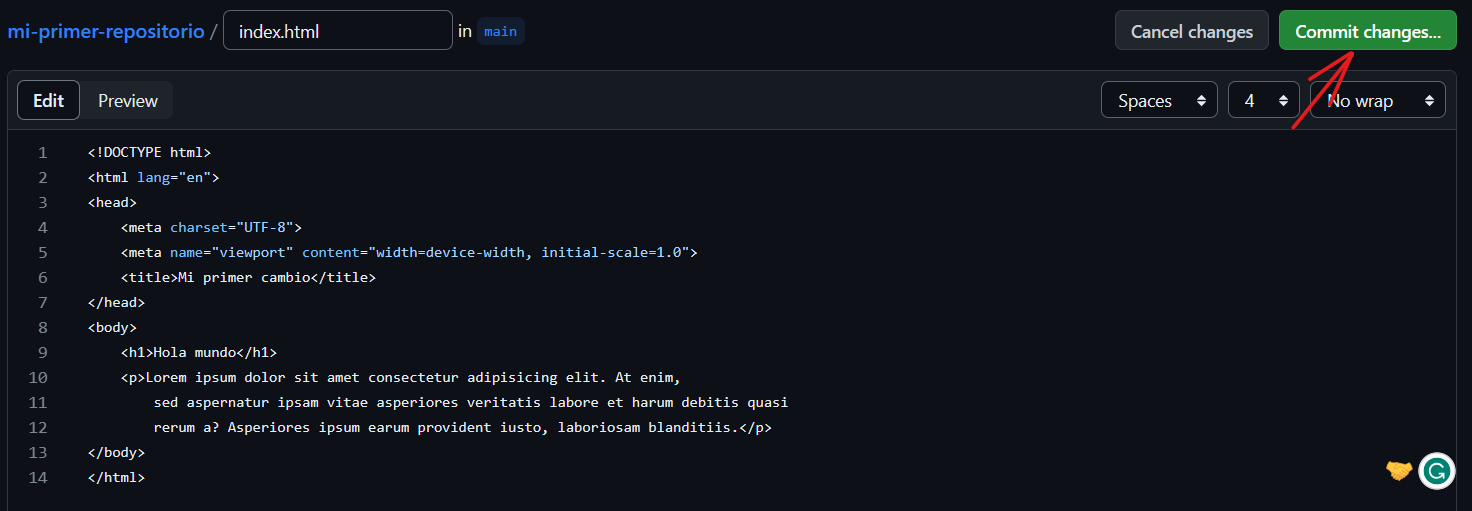 mi-primer-repositorio / index.html in main Cancel changes Commit changes...
Edit Preview Spaces 4 No wrap
1 <!DOCTYPE html>
2 <html lang="en">
3 <head>
4     <meta charset="UTF-8">
5     <meta name="viewport" content="width=device-width, initial-scale=1.0">
6     <title>Mi primer cambio</title>
7 </head>
8 <body>
9     <h1>Hola mundo</h1>
10     <p>Lorem ipsum dolor sit amet consectetur adipisicing elit. At enim,
11         sed aspernatur ipsam vitae asperiores veritatis labore et harum debitis quasi
12         rerum a? Asperiores ipsum earum provident iusto, laboriosam blanditiis.</p>
13 </body>
14 </html>